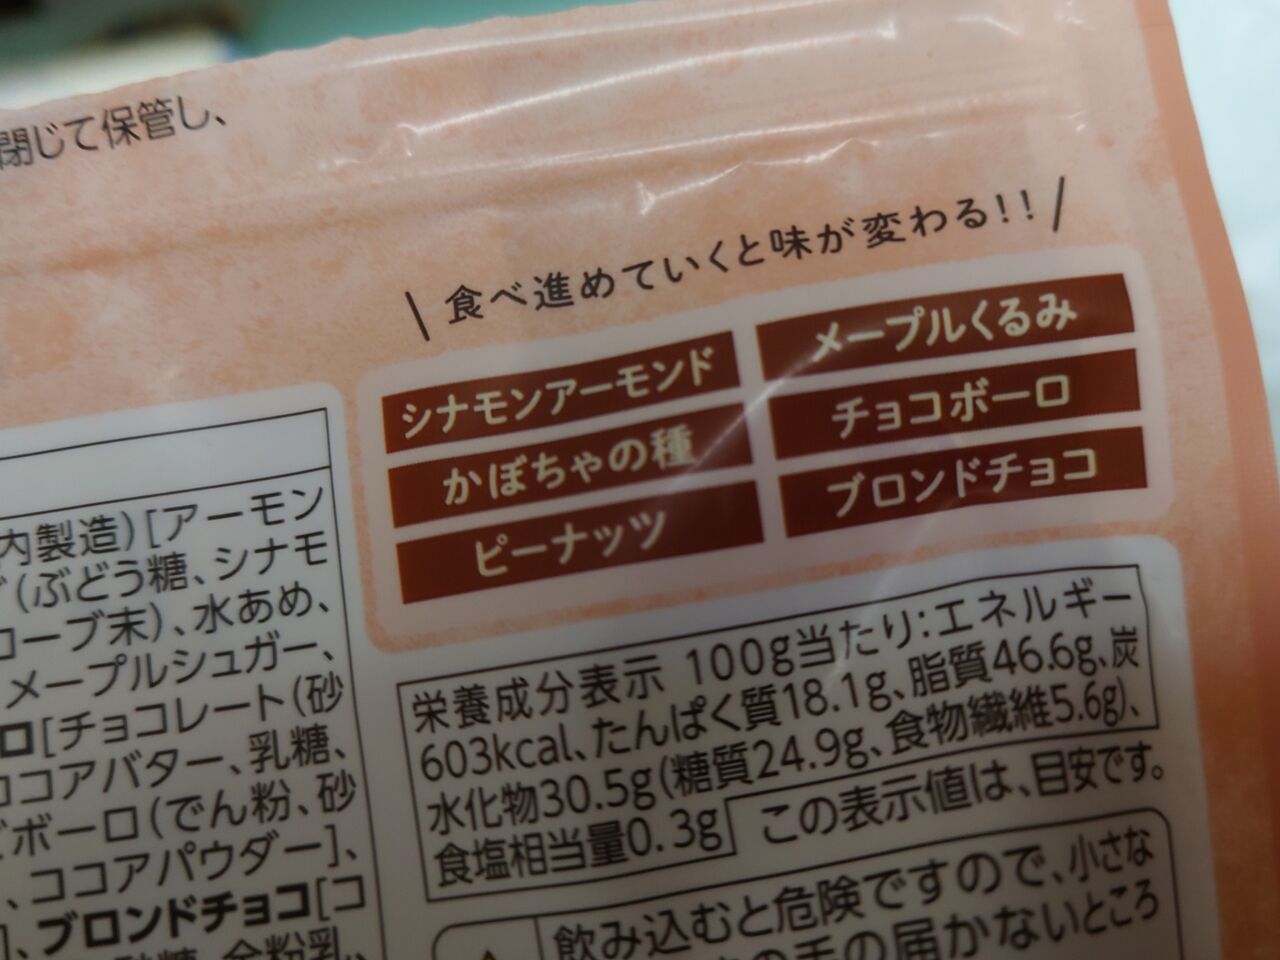 閉じて保管し、
\ 食べ進めていくと味が変わる!! /
シナモンアーモンド
メープルくるみ
かぼちゃの種
チョコボーロ
ピーナッツ
ブロンドチョコ
内製造)[アーモン
(ぶどう糖、シナモ
ローブ末)、水あめ、
メープルシュガー、
ロ[チョコレート(砂
ココアバター、乳糖、
ボーロ(でん粉、砂
、ココアパウダー]、
]、ブロンドチョコ[コ
栄養成分表示 100g当たり:エネルギー
603kcal、たんぱく質18.1g、脂質46.6g、炭
水化物30.5g(糖質24.9g、食物繊維5.6g)、
食塩相当量0.3g この表示値は、目安です。
飲み込むと危険ですので、小さな
の手の届かないところ